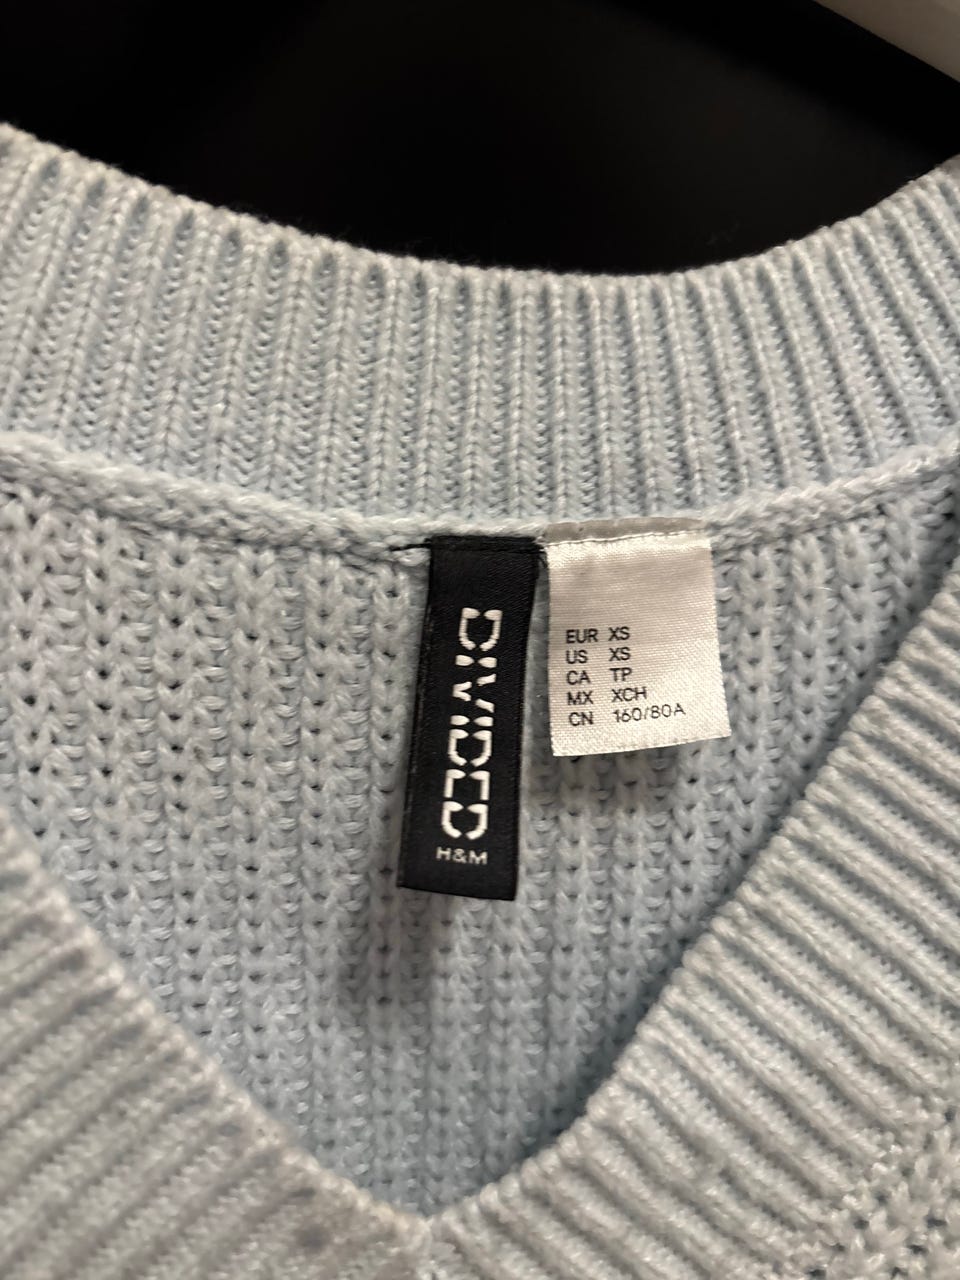 DIVIDED
H&M
EUR XS
US XS
CA TP
MX XCH
CN 160/80A